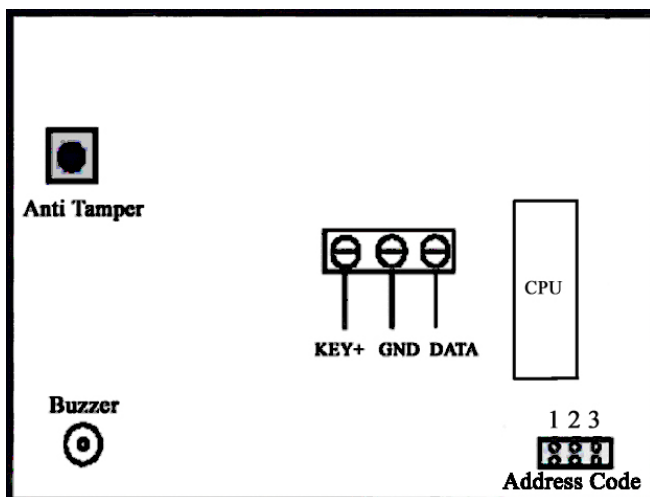 Anti Tamper
CPU
KEY+ GND DATA
Buzzer
1 2 3
Address Code